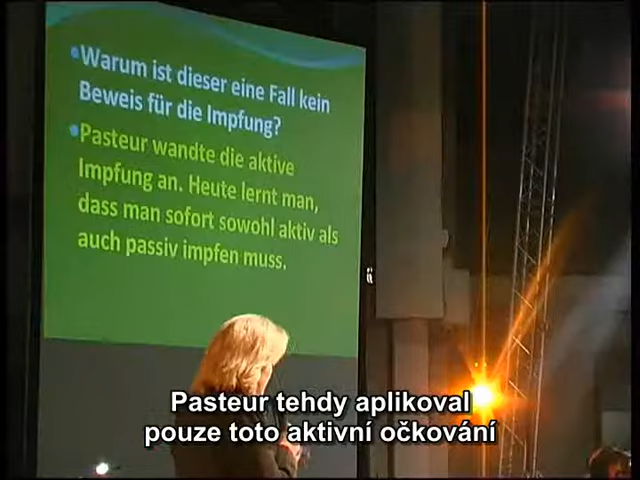 •Warum ist dieser eine Fall kein
Beweis für die Impfung?
•Pasteur wandte die aktive
Impfung an. Heute lernt man,
dass man sofort sowohl aktiv als
auch passiv impfen muss.
Pasteur tehdy aplikoval
pouze toto aktivní očkování